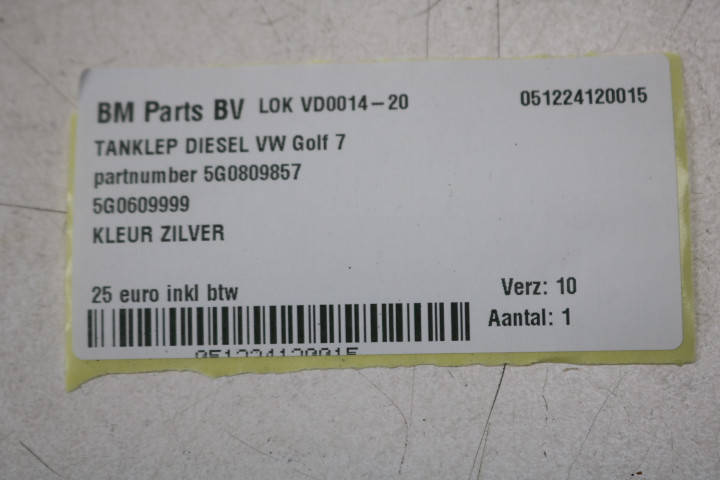 BM Parts BV LOK VD0014-20 051224120015
TANKLEP DIESEL VW Golf 7
partnumber 5G0809857
5G0609999
KLEUR ZILVER
25 euro inkl btw Verz: 10
Aantal: 1
051224120015